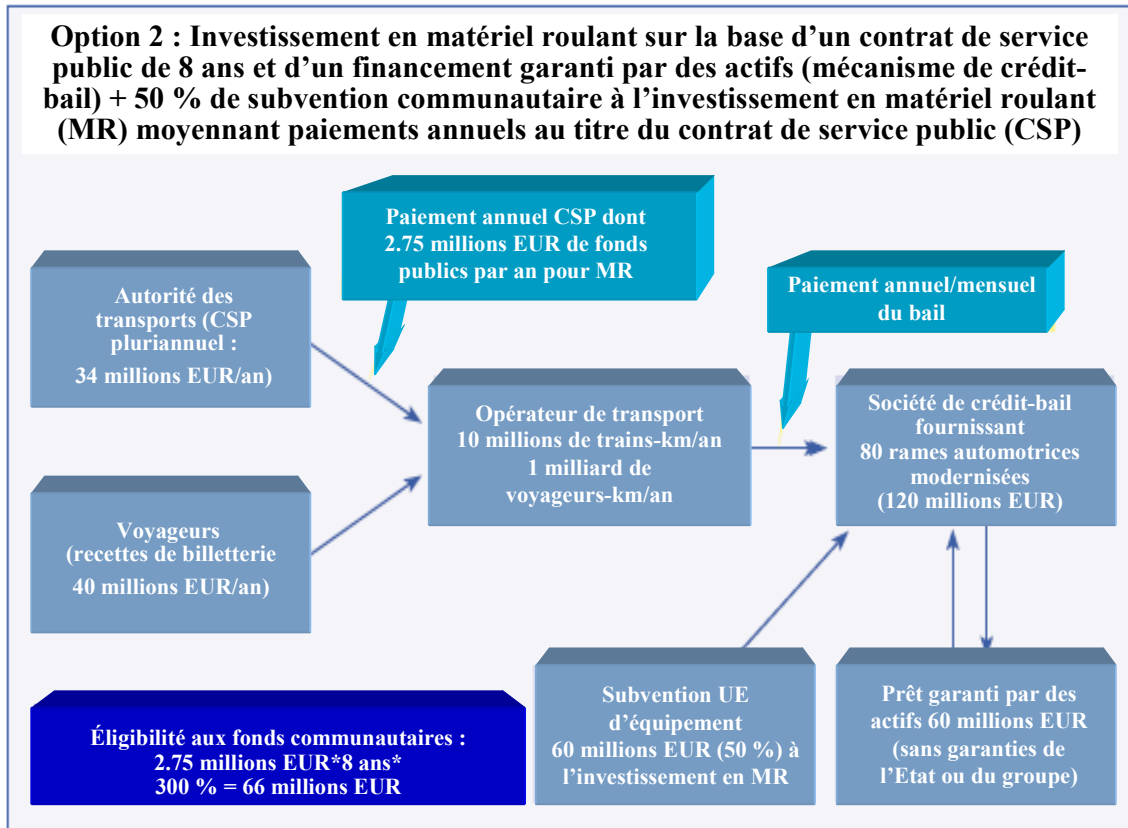 Option 2 : Investissement en matériel roulant sur la base d’un contrat de service
public de 8 ans et d’un financement garanti par des actifs (mécanisme de crédit-
bail) + 50 % de subvention communautaire à l’investissement en matériel roulant
(MR) moyennant paiements annuels au titre du contrat de service public (CSP)
Paiement annuel CSP dont
2.75 millions EUR de fonds
publics par an pour MR
Paiement annuel/mensuel
du bail
Autorité des
transports (CSP
pluriannuel :
34 millions EUR/an)
Opérateur de transport
10 millions de trains-km/an
1 milliard de
voyageurs-km/an
Société de crédit-bail
fournissant
80 rames automotrices
modernisées
(120 millions EUR)
Voyageurs
(recettes de billetterie
40 millions EUR/an)
Éligibilité aux fonds communautaires :
2.75 millions EUR*8 ans*
300 % = 66 millions EUR
Subvention UE
d’équipement
60 millions EUR (50 %) à
l’investissement en MR
Prêt garanti par des
actifs 60 millions EUR
(sans garanties de
l’Etat ou du groupe)